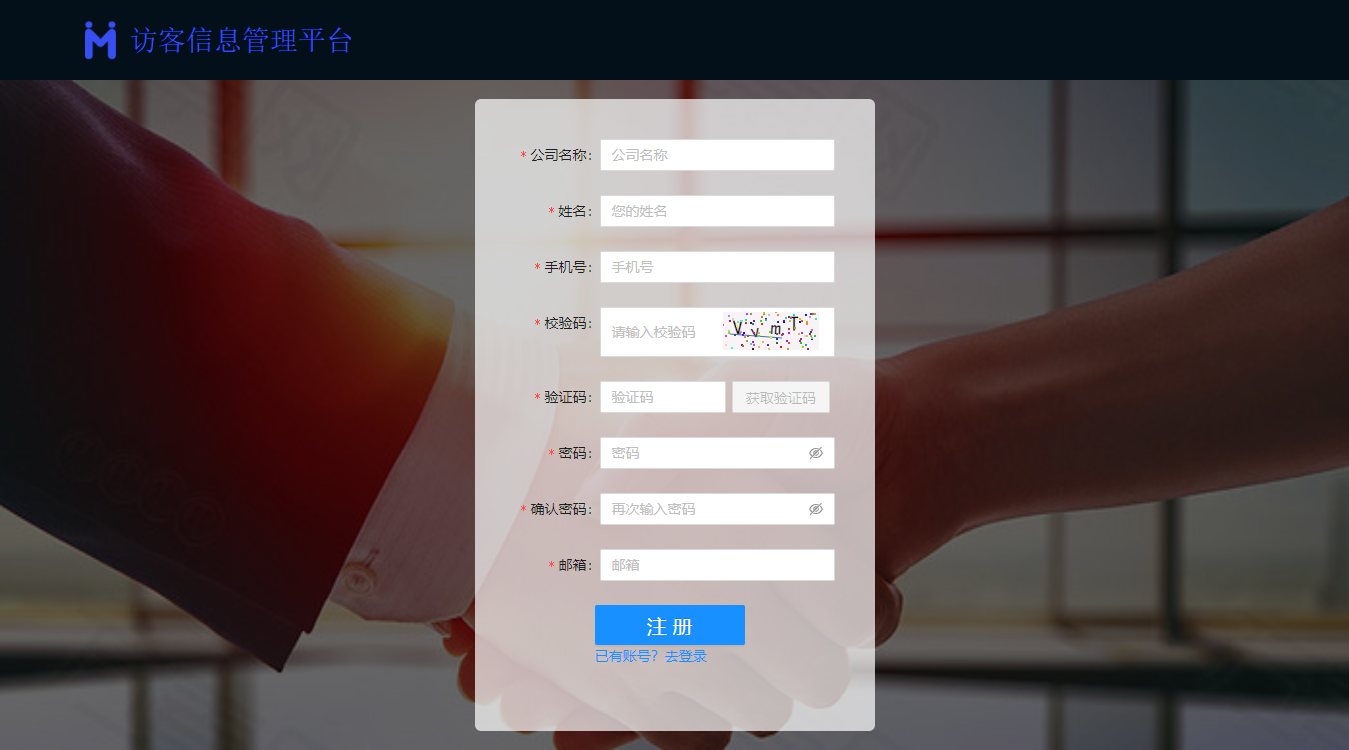 访客信息管理平台
* 公司名称: 公司名称
* 姓名: 您的姓名
* 手机号: 手机号
* 校验码: 请输入校验码 VvmT
* 验证码: 验证码 获取验证码
* 密码: 密码
* 确认密码: 再次输入密码
* 邮箱: 邮箱
注 册
已有账号？去登录